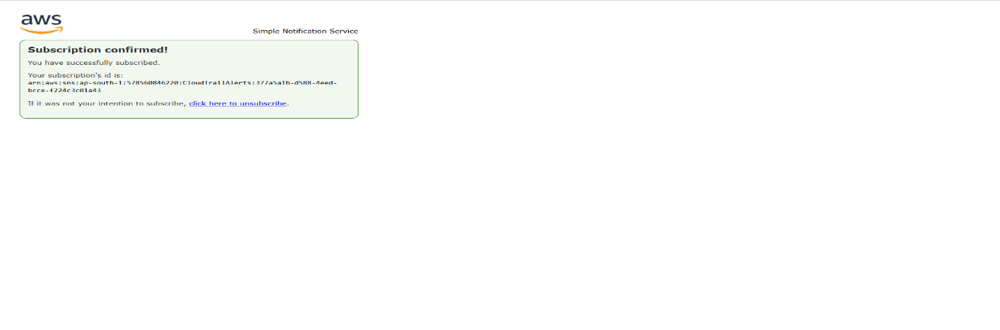 aws
Simple Notification Service
Subscription confirmed!
You have successfully subscribed.
Your subscription's id is:
arn:aws:sns:ap-south-1:578560846220:CloudTrailAlerts:377a5a1b-d588-4eed-
bcce-f224c3c01a43
If it was not your intention to subscribe, click here to unsubscribe.